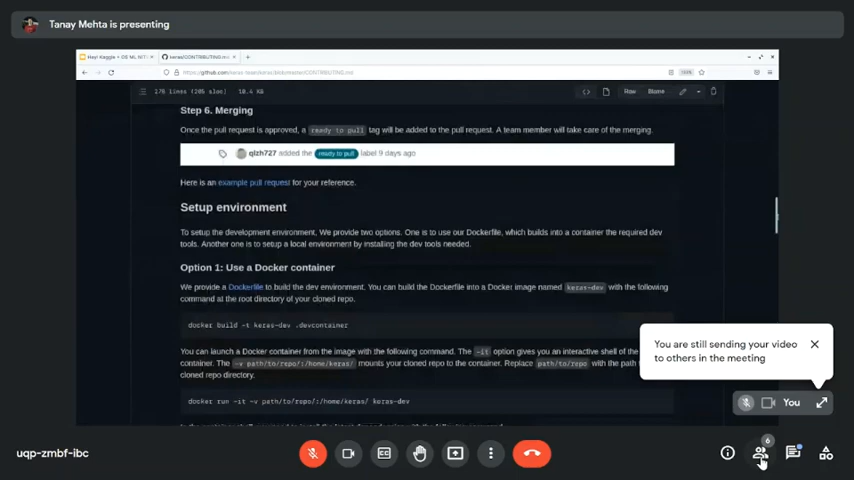 Tanay Mehta is presenting
Hey! Kaggle + OS ML
keras/CONTRIBUTING.m
178 lines (205 sloc) 10.4 KB
Raw
Blame
Step 6. Merging
Once the pull request is approved, a ready to pull tag will be added to the pull request. A team member will take care of the merging.
qlzh727 added the ready to pull label 9 days ago
Here is an example pull request for your reference.
Setup environment
To setup the development environment, We provide two options. One is to use our Dockerfile, which builds into a container the required dev
tools. Another one is to setup a local environment by installing the dev tools needed.
Option 1: Use a Docker container
We provide a Dockerfile to build the dev environment. You can build the Dockerfile into a Docker image named keras-dev with the following
command at the root directory of your cloned repo.
docker build -t keras-dev .devcontainer
You can launch a Docker container from the image with the following command. The -it option gives you an interactive shell of the
container. The -v path/to/repo/:/home/keras/ mounts your cloned repo to the container. Replace path/to/repo with the path
cloned repo directory.
docker run -it -v path/to/repo/:/home/keras/ keras-dev
You are still sending your video
to others in the meeting
You
6
uqp-zmbf-ibc